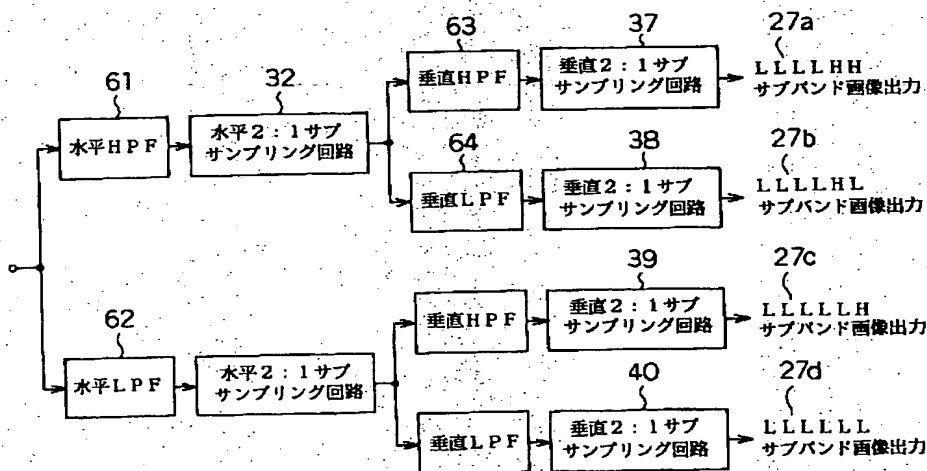 63
37
27a
垂直HPF
垂直2:1サブ
サンプリング回路
LLLLHH
サブバンド画像出力
61
32
水平HPF
水平2:1サブ
サンプリング回路
64
38
27b
垂直LPF
垂直2:1サブ
サンプリング回路
LLLLHL
サブバンド画像出力
39
27c
垂直HPF
垂直2:1サブ
サンプリング回路
LLLLLH
サブバンド画像出力
62
水平LPF
水平2:1サブ
サンプリング回路
40
27d
垂直LPF
垂直2:1サブ
サンプリング回路
LLLLLL
サブバンド画像出力